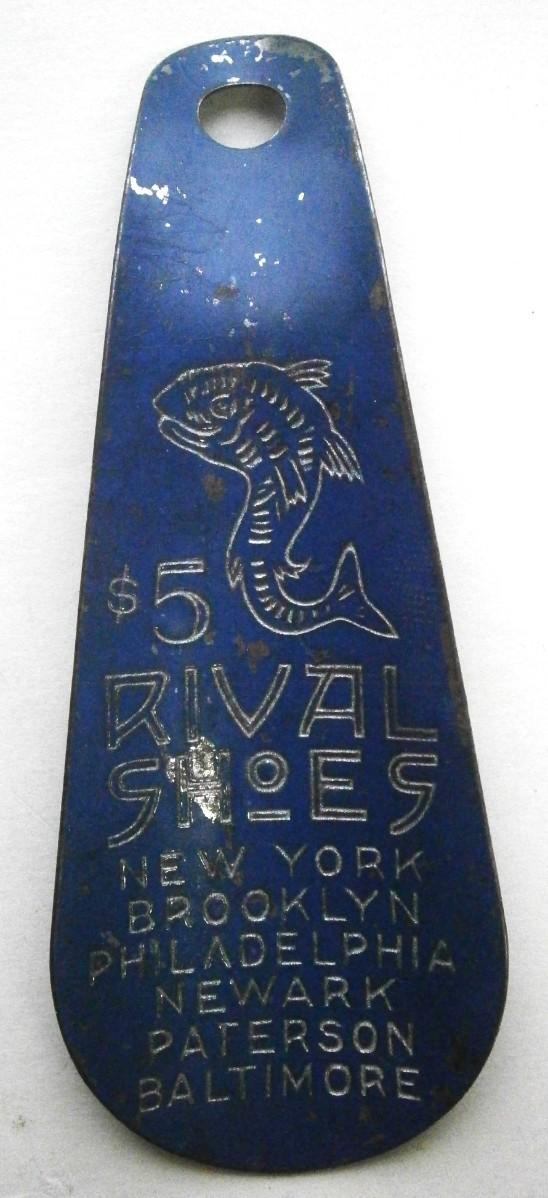 $5
RIVAL
SHOES
NEW YORK
BROOKLYN
PHILADELPHIA
NEWARK
PATERSON
BALTIMORE